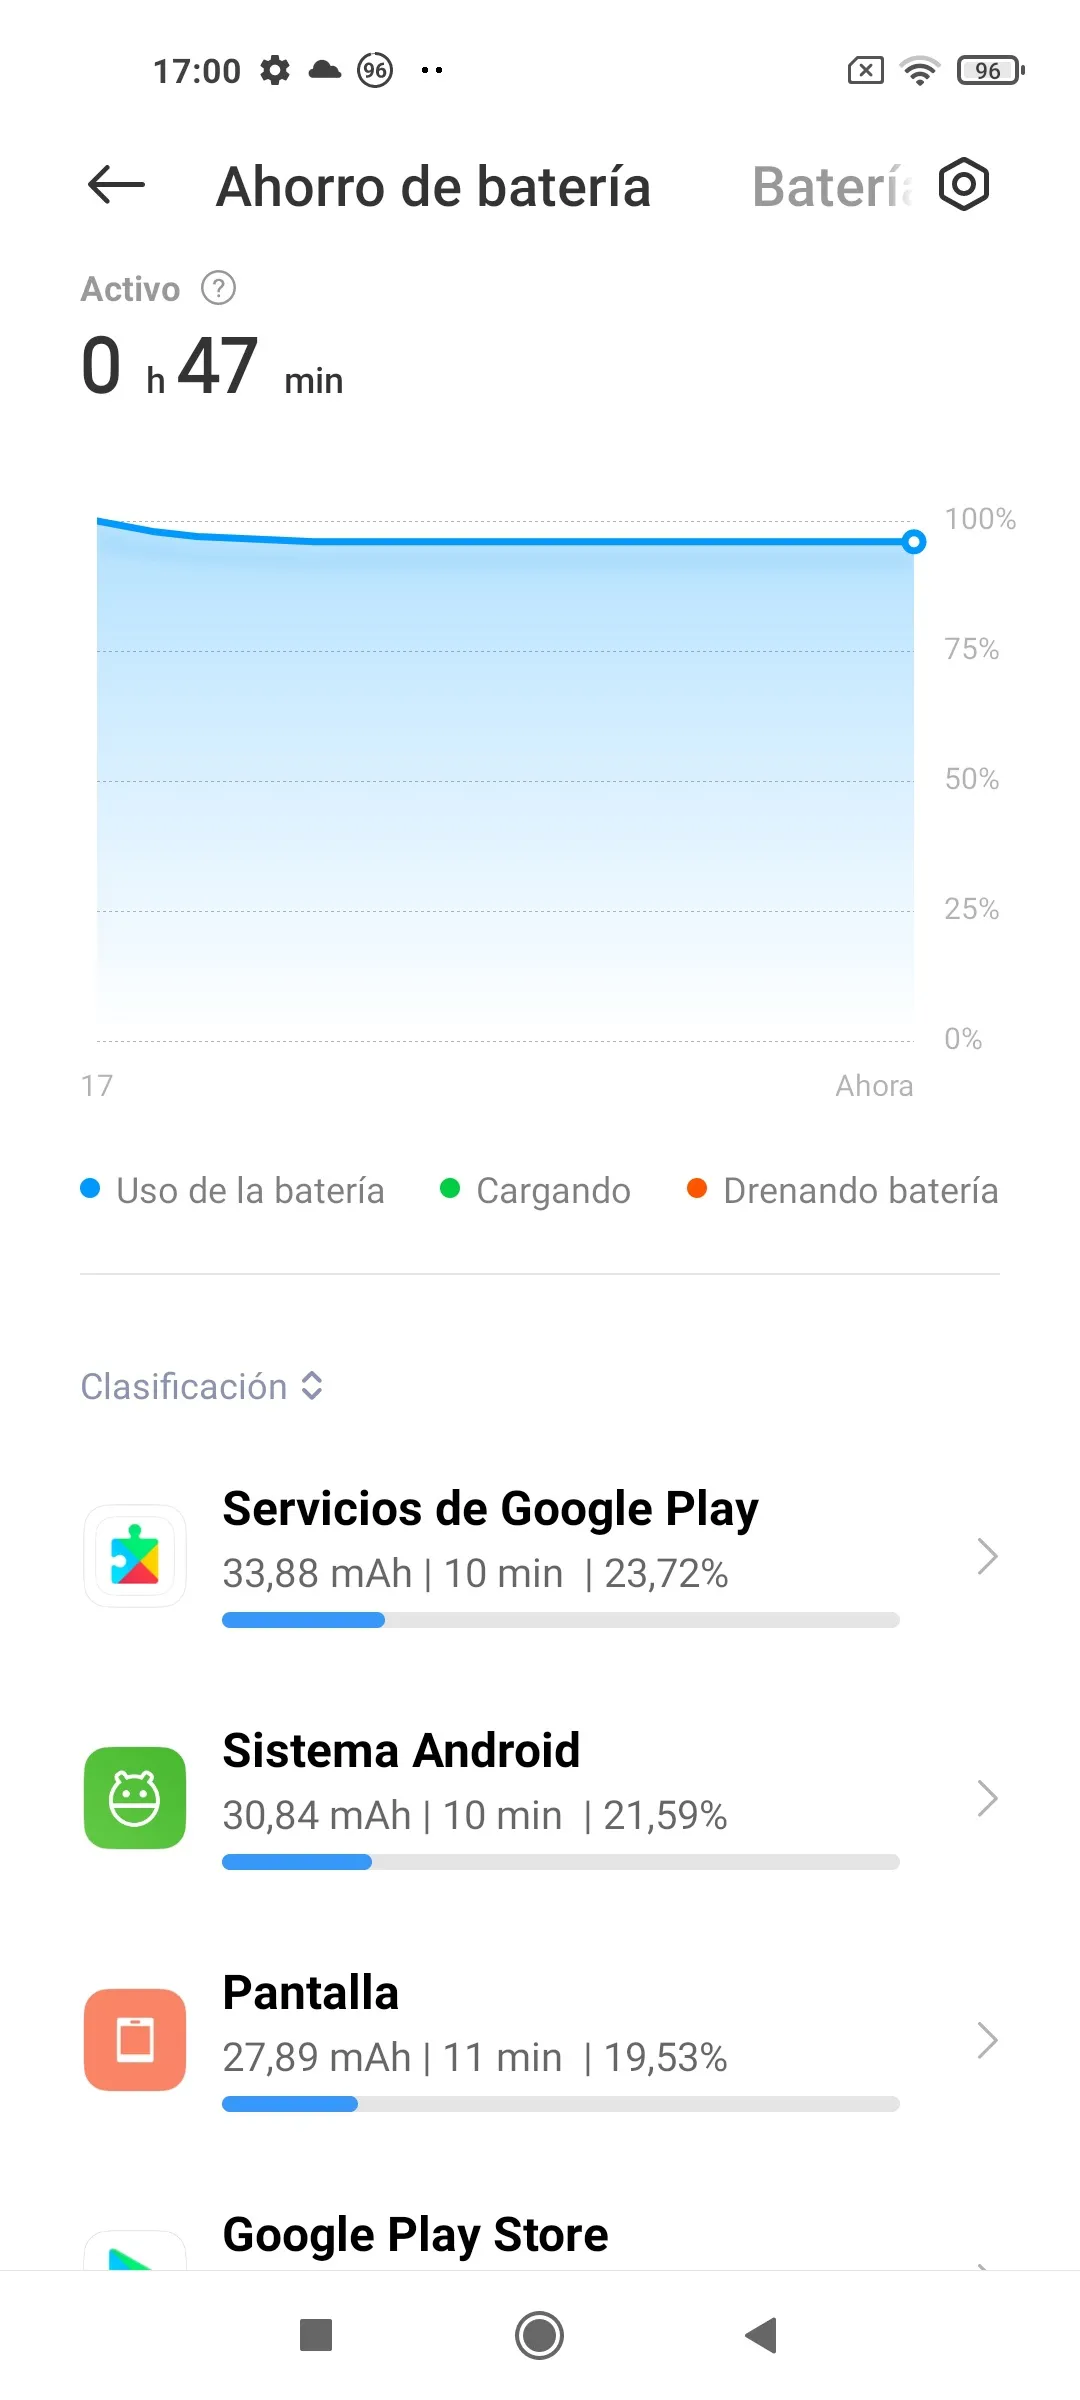 17:00 96 96
Ahorro de batería Batería
Activo ?
0 h 47 min
100%
75%
50%
25%
0%
17 Ahora
Uso de la batería Cargando Drenando batería
Clasificación
Servicios de Google Play
33,88 mAh | 10 min | 23,72%
Sistema Android
30,84 mAh | 10 min | 21,59%
Pantalla
27,89 mAh | 11 min | 19,53%
Google Play Store